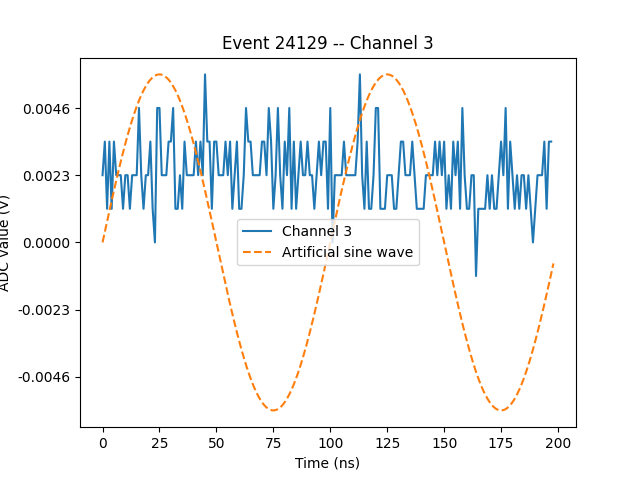 Event 24129 -- Channel 3
ADC Value (V)
0.0046
0.0023
0.0000
-0.0023
-0.0046
Channel 3
Artificial sine wave
0
25
50
75
100
125
150
175
200
Time (ns)